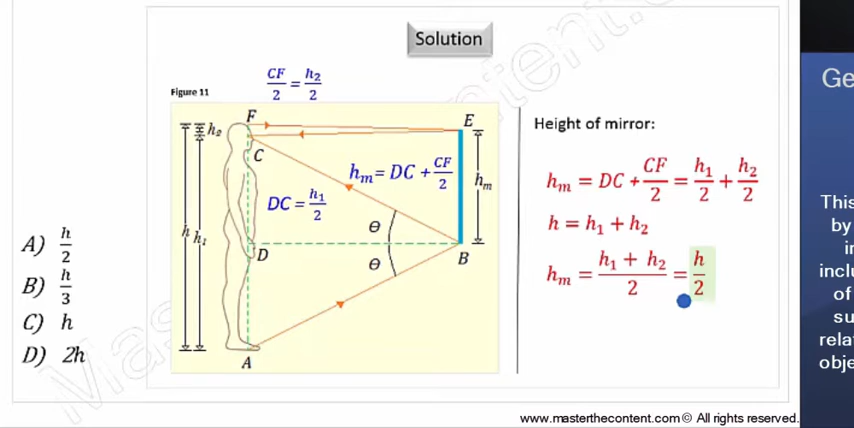 Solution
Figure 11
CF/2 = h₂/2
F
E
h₂
C
hₘ = DC + CF/2
hₘ
DC = h₁/2
h
h₁
θ
D
θ
B
A
A) h/2
B) h/3
C) h
D) 2h
Height of mirror:
hₘ = DC + CF/2 = h₁/2 + h₂/2
h = h₁ + h₂
hₘ = h₁ + h₂/2 = h/2
www.masterthecontent.com © All rights reserved.
Ge
This
by
in
inclu
of
su
rela
obje